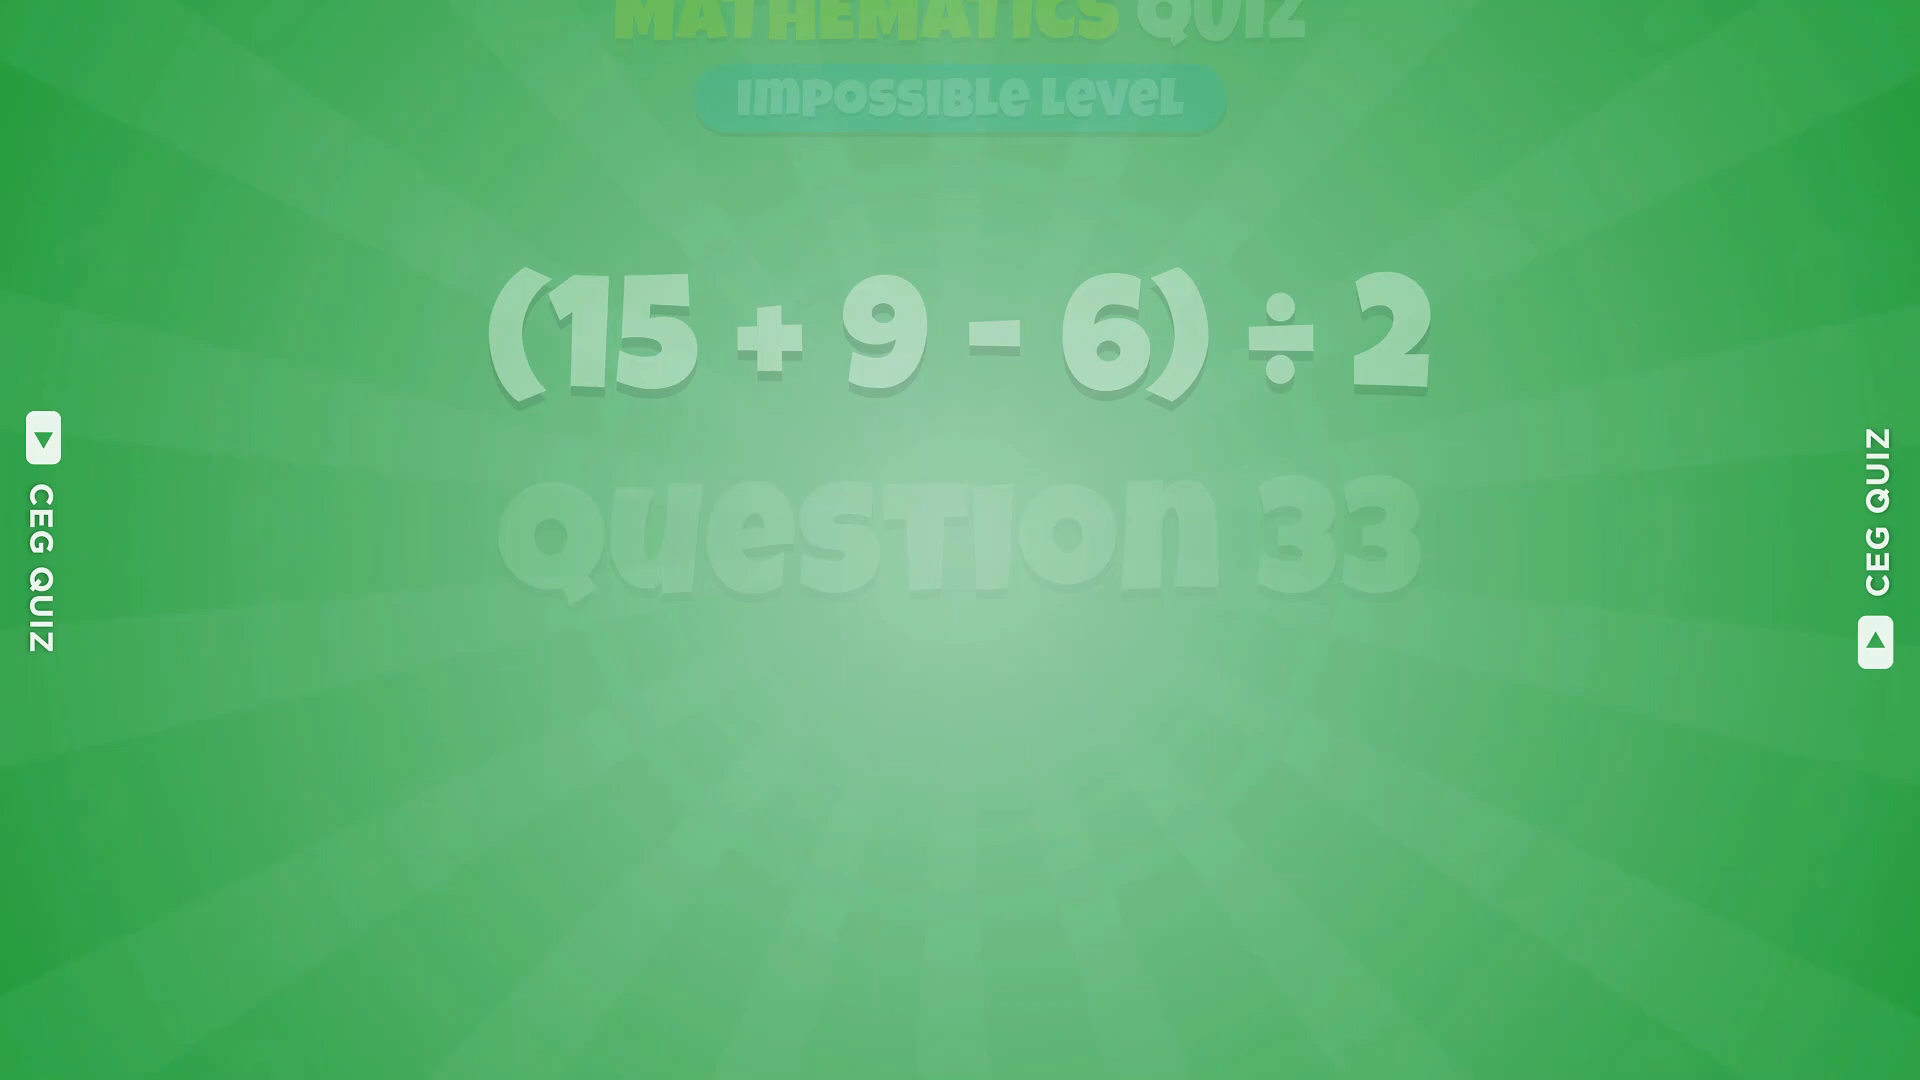 MATHEMATICS QUIZ
IMPOSSIBLE LEVEL
(15 + 9 - 6) ÷ 2
QUESTION 33
CEG QUIZ
CEG QUIZ